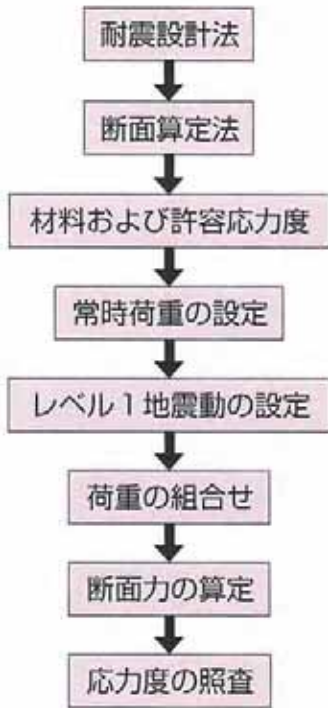 耐震設計法
断面算定法
材料および許容応力度
常時荷重の設定
レベル1地震動の設定
荷重の組合せ
断面力の算定
応力度の照査